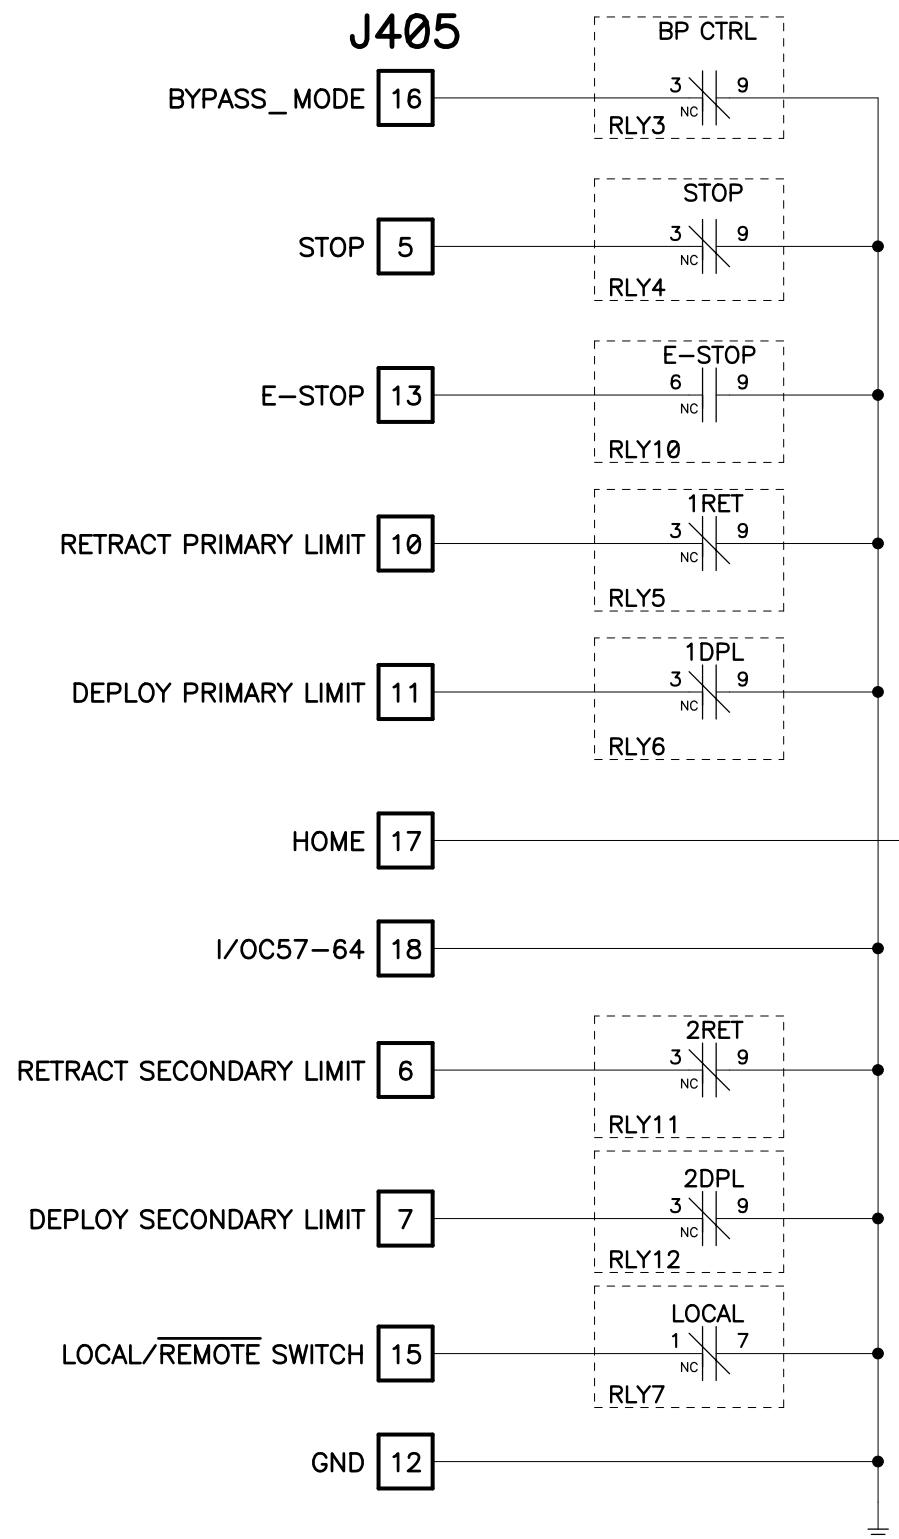 J405
BP CTRL
BYPASS_MODE 16 3 9
NC
RLY3
STOP
STOP 5 3 9
NC
RLY4
E-STOP
E-STOP 13 6 9
NC
RLY10
1RET
RETRACT PRIMARY LIMIT 10 3 9
NC
RLY5
1DPL
DEPLOY PRIMARY LIMIT 11 3 9
NC
RLY6
HOME 17
I/OC57-64 18
2RET
RETRACT SECONDARY LIMIT 6 3 9
NC
RLY11
2DPL
DEPLOY SECONDARY LIMIT 7 3 9
NC
RLY12
LOCAL
LOCAL/REMOTE SWITCH 15 1 7
NC
RLY7
GND 12